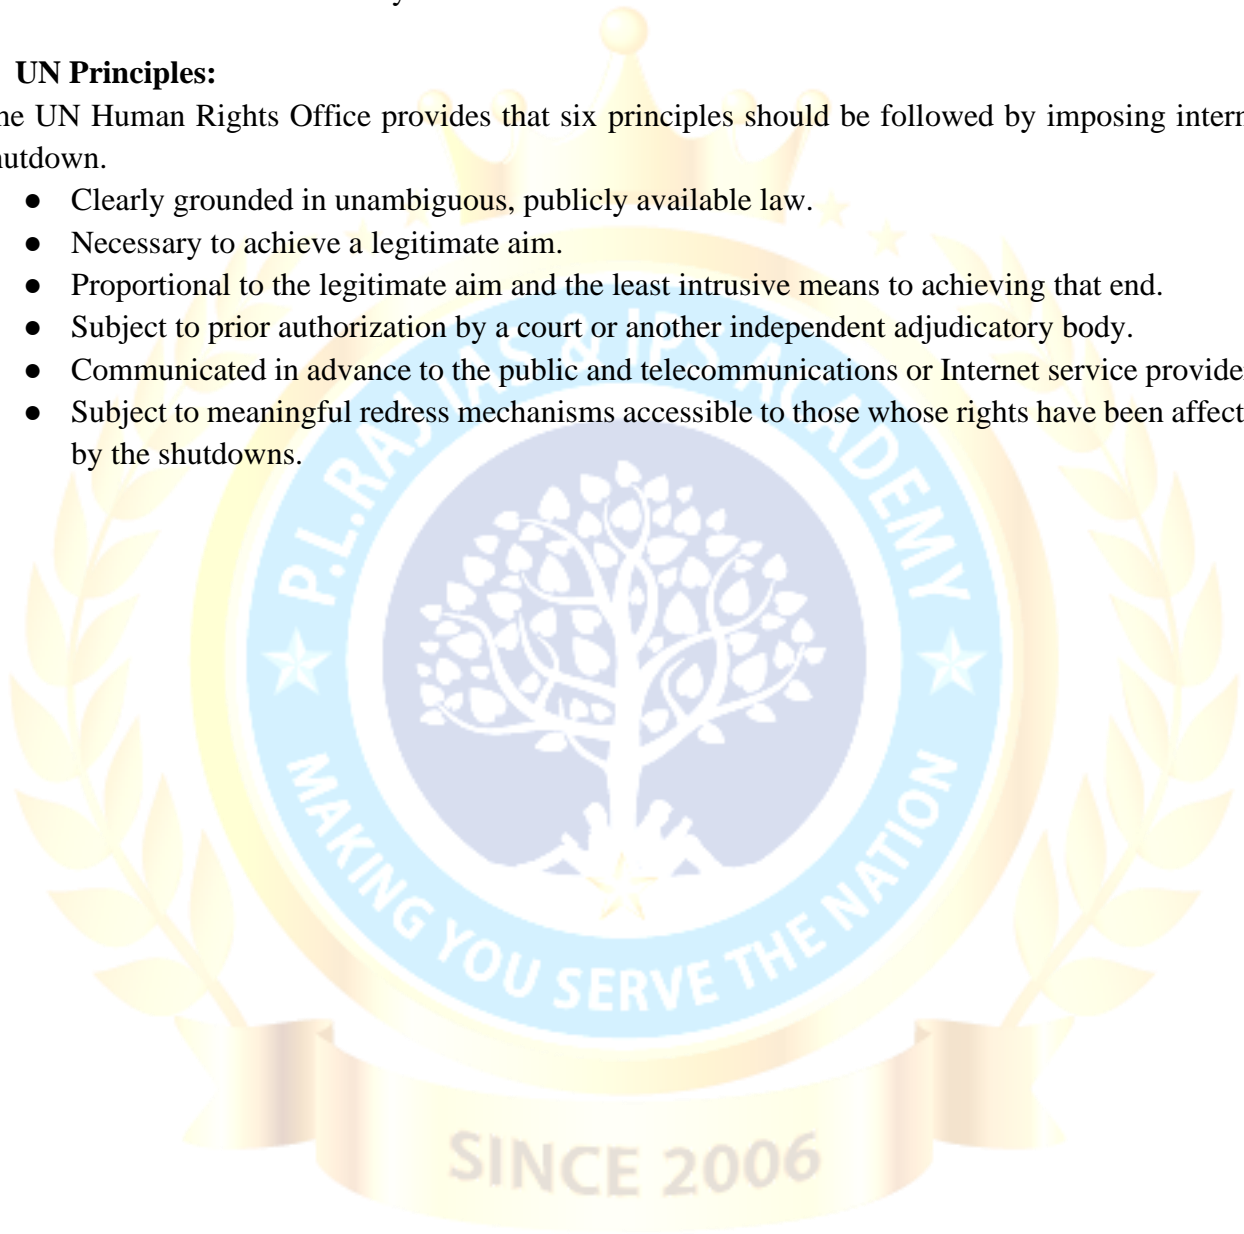 UN Principles:
he UN Human Rights Office provides that six principles should be followed by imposing intern
hutdown.
● Clearly grounded in unambiguous, publicly available law.
● Necessary to achieve a legitimate aim.
● Proportional to the legitimate aim and the least intrusive means to achieving that end.
● Subject to prior authorization by a court or another independent adjudicatory body.
● Communicated in advance to the public and telecommunications or Internet service provide
● Subject to meaningful redress mechanisms accessible to those whose rights have been affect
by the shutdowns.
P.L.RAJ IAS & IPS ACADEMY
MAKING YOU SERVE THE NATION
SINCE 2006